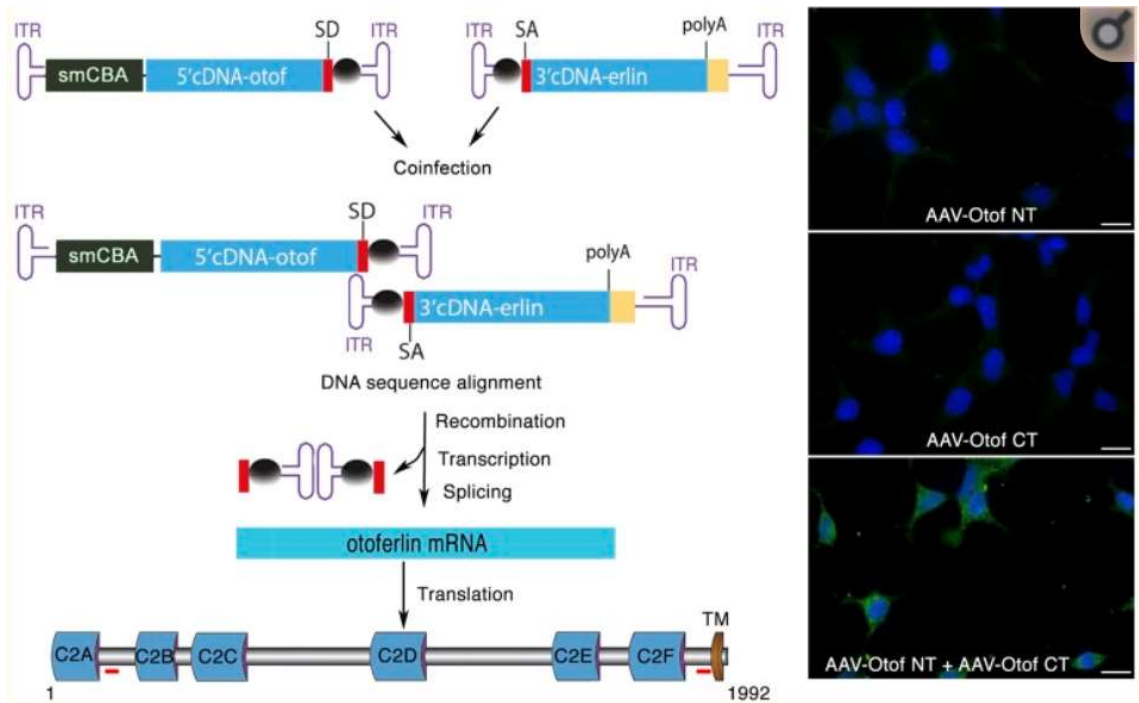 ITR
SD
ITR
smCBA
5'cDNA-otof
ITR
SA
polyA
ITR
3'cDNA-erlin
Coinfection
ITR
SD
ITR
smCBA
5'cDNA-otof
polyA
ITR
3'cDNA-erlin
ITR
SA
DNA sequence alignment
Recombination
Transcription
Splicing
otoferlin mRNA
Translation
TM
C2A
C2B
C2C
C2D
C2E
C2F
1
1992
AAV-Otof NT
AAV-Otof CT
AAV-Otof NT + AAV-Otof CT